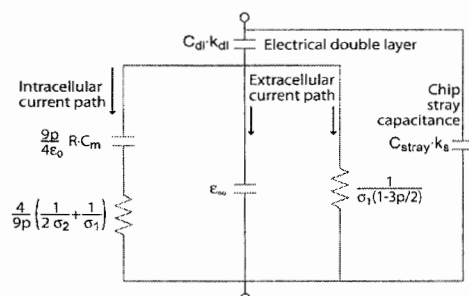 C_dl·k_dl
Electrical double layer
Intracellular
current path
Extracellular
current path
Chip
stray
capacitance
C_stray·k_s
9p/4ε₀ R·C_m
ε∞
1/σ₁(1-3p/2)
4/9p (1/2σ₂ + 1/σ₁)